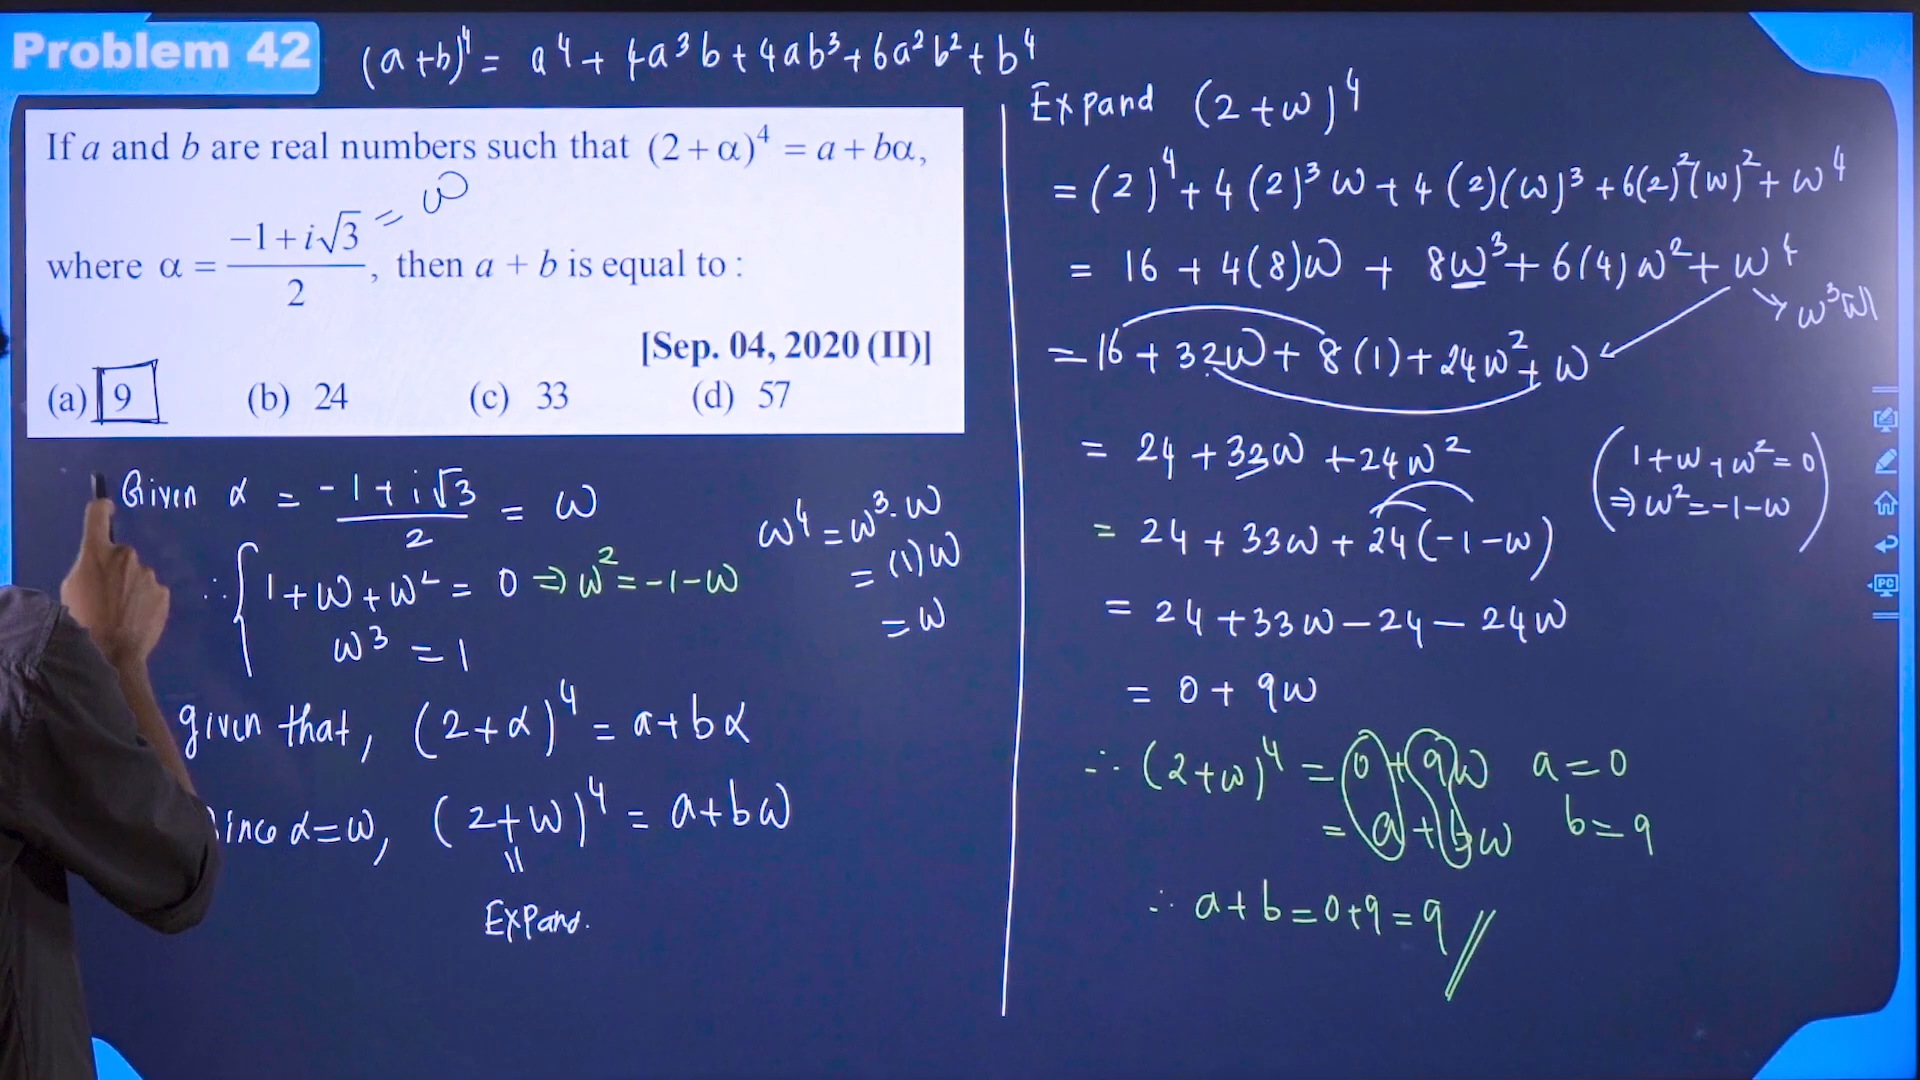 Problem 42
(a+b)⁴ = a⁴ + 4a³b + 4ab³ + 6a²b² + b⁴
If a and b are real numbers such that (2+α)⁴ = a + bα,
= ω
where α = (−1+i√3)/2, then a + b is equal to :
[Sep. 04, 2020 (II)]
(a) 9 (b) 24 (c) 33 (d) 57
Given α = (−1+i√3)/2 = ω
∴ { 1+ω+ω² = 0 ⇒ ω² = −1−ω
ω³ = 1
ω⁴ = ω³·ω
= (1)ω
= ω
given that, (2+α)⁴ = a+bα
ince α=ω, (2+ω)⁴ = a+bω
Expand.
Expand (2+ω)⁴
= (2)⁴ + 4(2)³ω + 4(2)(ω)³ + 6(2)²(ω)² + ω⁴
= 16 + 4(8)ω + 8ω³ + 6(4)ω² + ω⁴
→ ω³ω
= 16 + 32ω + 8(1) + 24ω² + ω
= 24 + 33ω + 24ω²
(1+ω+ω² = 0
⇒ ω² = −1−ω)
= 24 + 33ω + 24(−1−ω)
= 24 + 33ω − 24 − 24ω
= 0 + 9ω
∴ (2+ω)⁴ = 0+9ω a=0
= a+bω b=9
∴ a+b = 0+9 = 9
PC